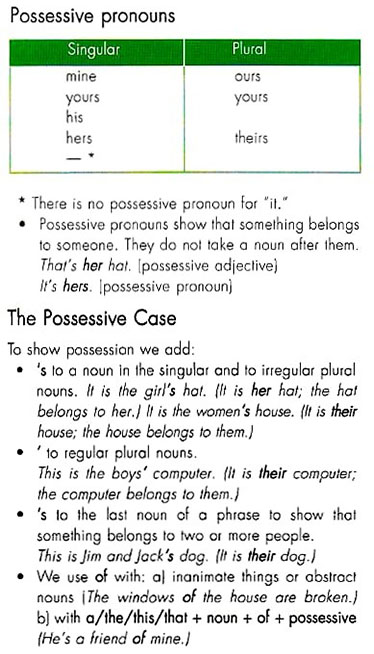 Possessive pronouns
Singular Plural
mine ours
yours yours
his
hers theirs
— *
* There is no possessive pronoun for "it."
• Possessive pronouns show that something belongs
to someone. They do not take a noun after them.
That's her hat. (possessive adjective)
It's hers. (possessive pronoun)
The Possessive Case
To show possession we add:
• 's to a noun in the singular and to irregular plural
nouns. It is the girl's hat. (It is her hat; the hat
belongs to her.) It is the women's house. (It is their
house; the house belongs to them.)
• ' to regular plural nouns.
This is the boys' computer. (It is their computer;
the computer belongs to them.)
• 's to the last noun of a phrase to show that
something belongs to two or more people.
This is Jim and Jack's dog. (It is their dog.)
• We use of with: a) inanimate things or abstract
nouns (The windows of the house are broken.)
b) with a/the/this/that + noun + of + possessive
(He's a friend of mine.)